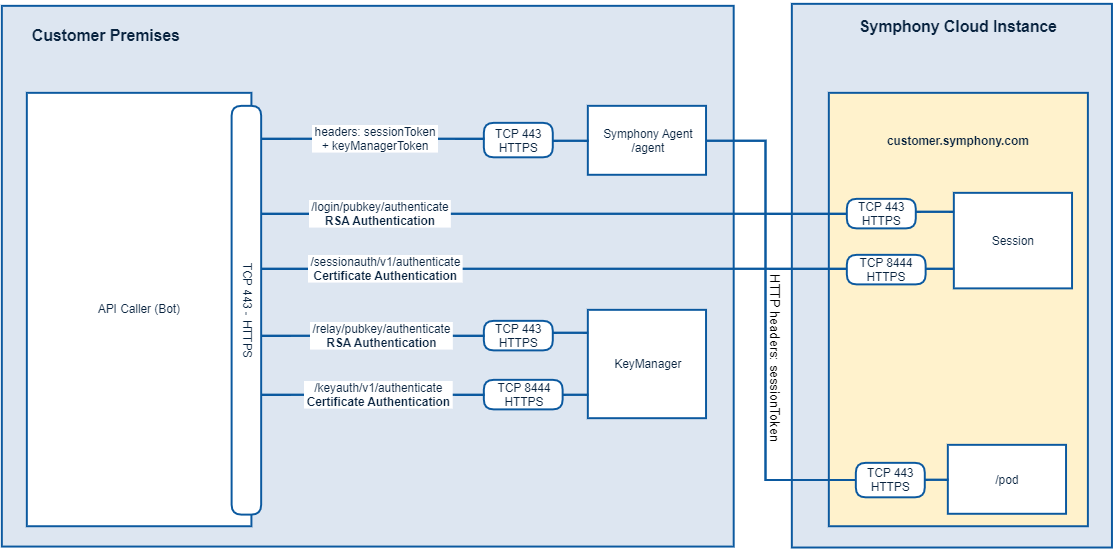 Customer Premises
Symphony Cloud Instance
API Caller (Bot)
TCP 443 - HTTPS
headers: sessionToken
+ keyManagerToken
TCP 443
HTTPS
Symphony Agent
/agent
customer.symphony.com
/login/pubkey/authenticate
RSA Authentication
TCP 443
HTTPS
Session
/sessionauth/v1/authenticate
Certificate Authentication
TCP 8444
HTTPS
HTTP headers: sessionToken
/relay/pubkey/authenticate
RSA Authentication
TCP 443
HTTPS
KeyManager
/keyauth/v1/authenticate
Certificate Authentication
TCP 8444
HTTPS
TCP 443
HTTPS
/pod